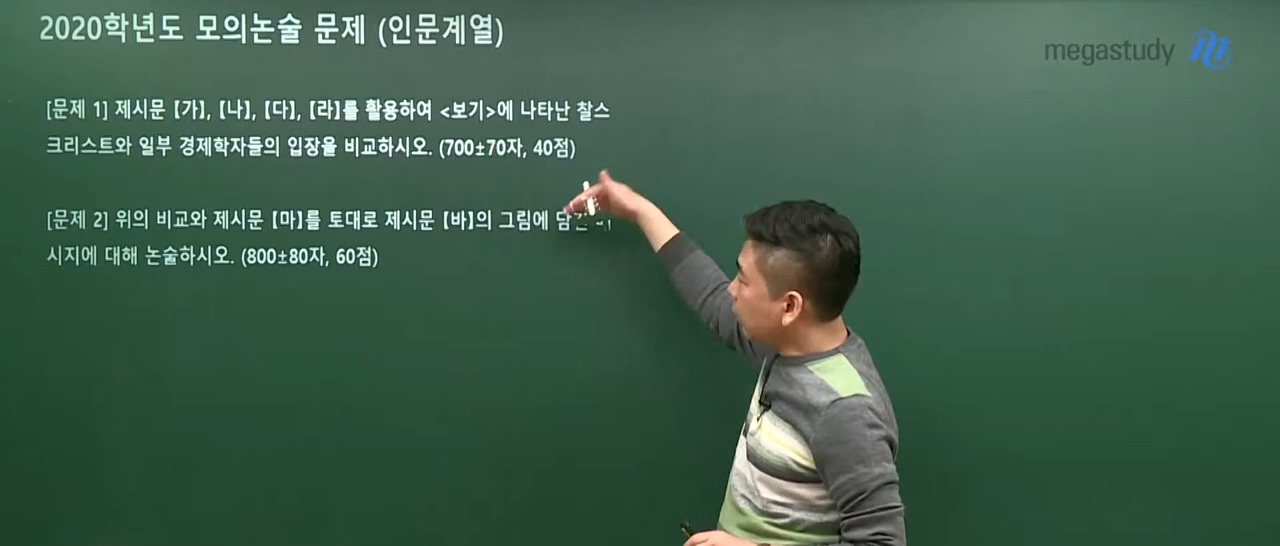 2020학년도 모의논술 문제 (인문계열)
megastudy
[문제 1] 제시문 【가】, 【나】, 【다】, 【라】를 활용하여 <보기>에 나타난 찰스
크리스트와 일부 경제학자들의 입장을 비교하시오. (700±70자, 40점)
[문제 2] 위의 비교와 제시문 【마】를 토대로 제시문 【바】의 그림에
시지에 대해 논술하시오. (800±80자, 60점)